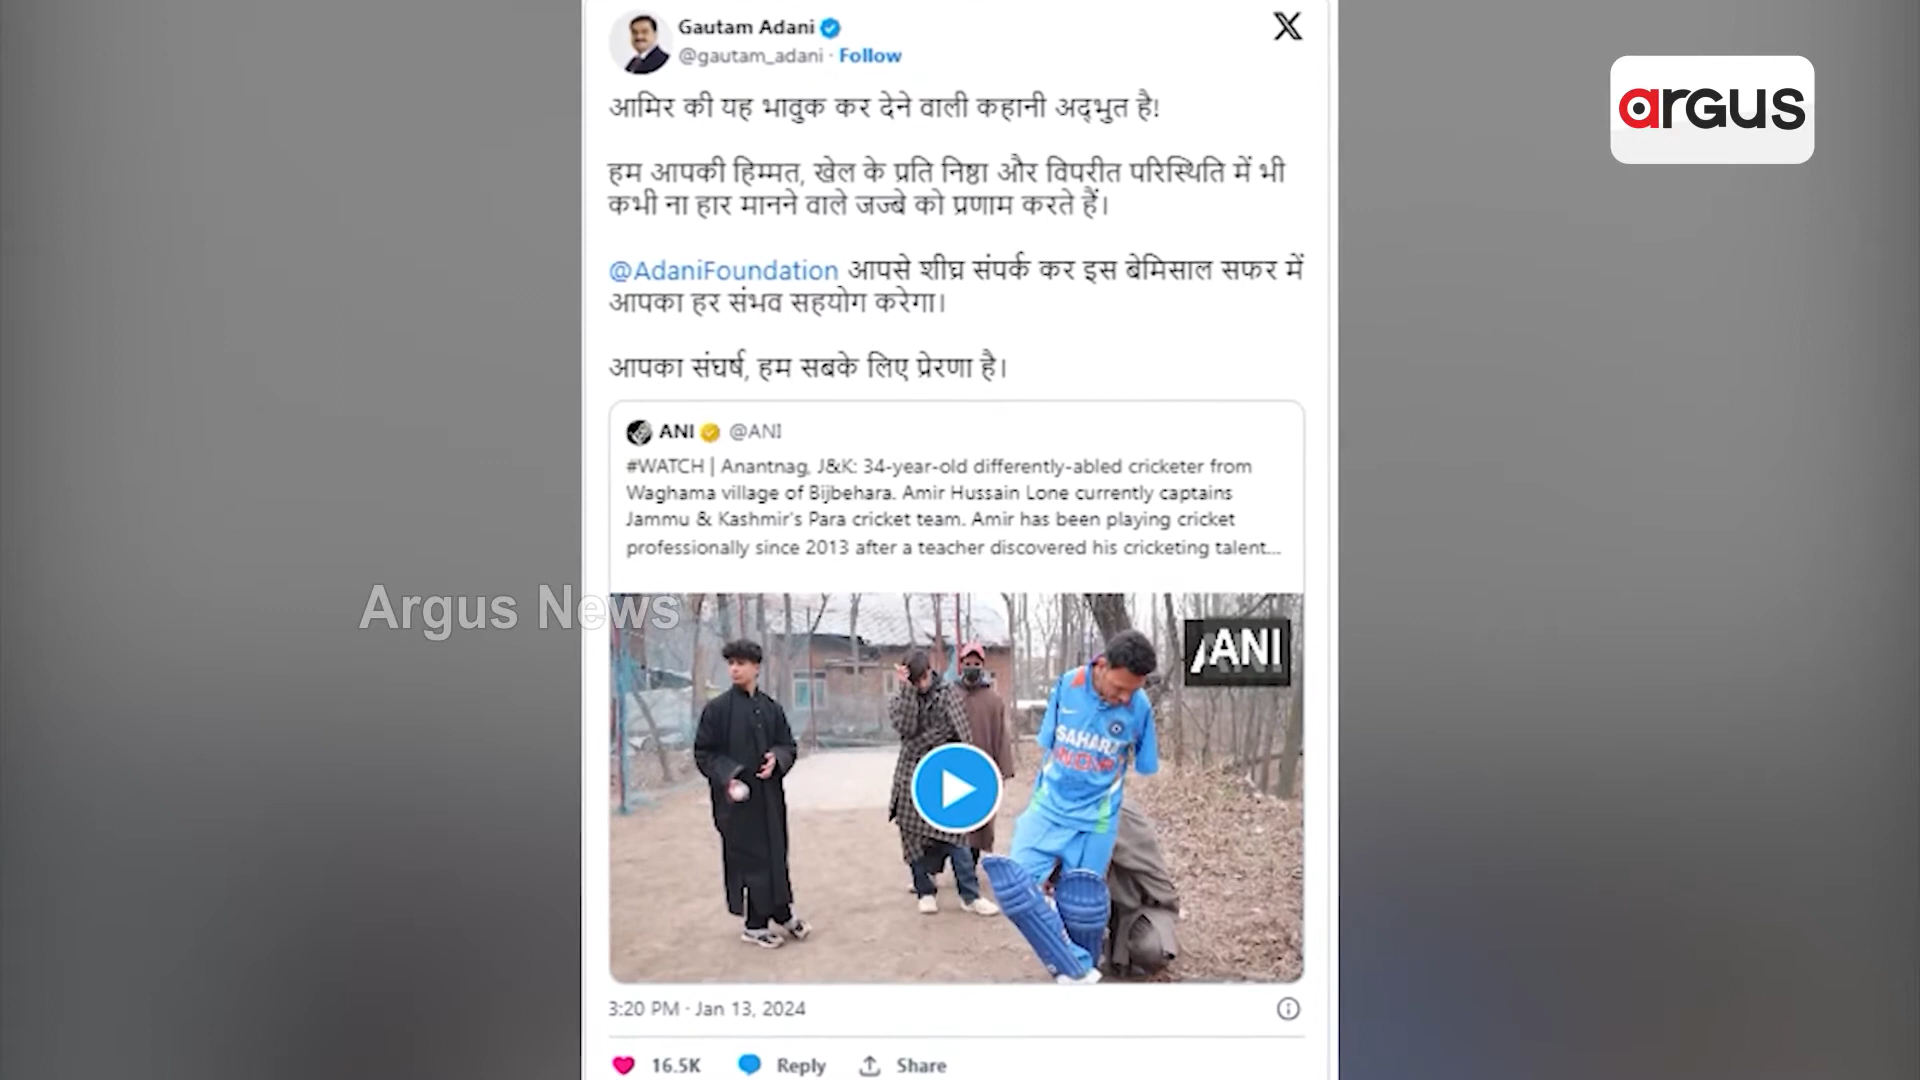 Gautam Adani
@gautam_adani · Follow
argus
आमिर की यह भावुक कर देने वाली कहानी अद्भुत है!
हम आपकी हिम्मत, खेल के प्रति निष्ठा और विपरीत परिस्थिति में भी
कभी ना हार मानने वाले जज्बे को प्रणाम करते हैं।
@AdaniFoundation आपसे शीघ्र संपर्क कर इस बेमिसाल सफर में
आपका हर संभव सहयोग करेगा।
आपका संघर्ष, हम सबके लिए प्रेरणा है।
ANI @ANI
#WATCH | Anantnag, J&K: 34-year-old differently-abled cricketer from
Waghama village of Bijbehara. Amir Hussain Lone currently captains
Jammu & Kashmir's Para cricket team. Amir has been playing cricket
professionally since 2013 after a teacher discovered his cricketing talent...
Argus News
ANI
SAHARA
3:20 PM · Jan 13, 2024
16.5K Reply Share